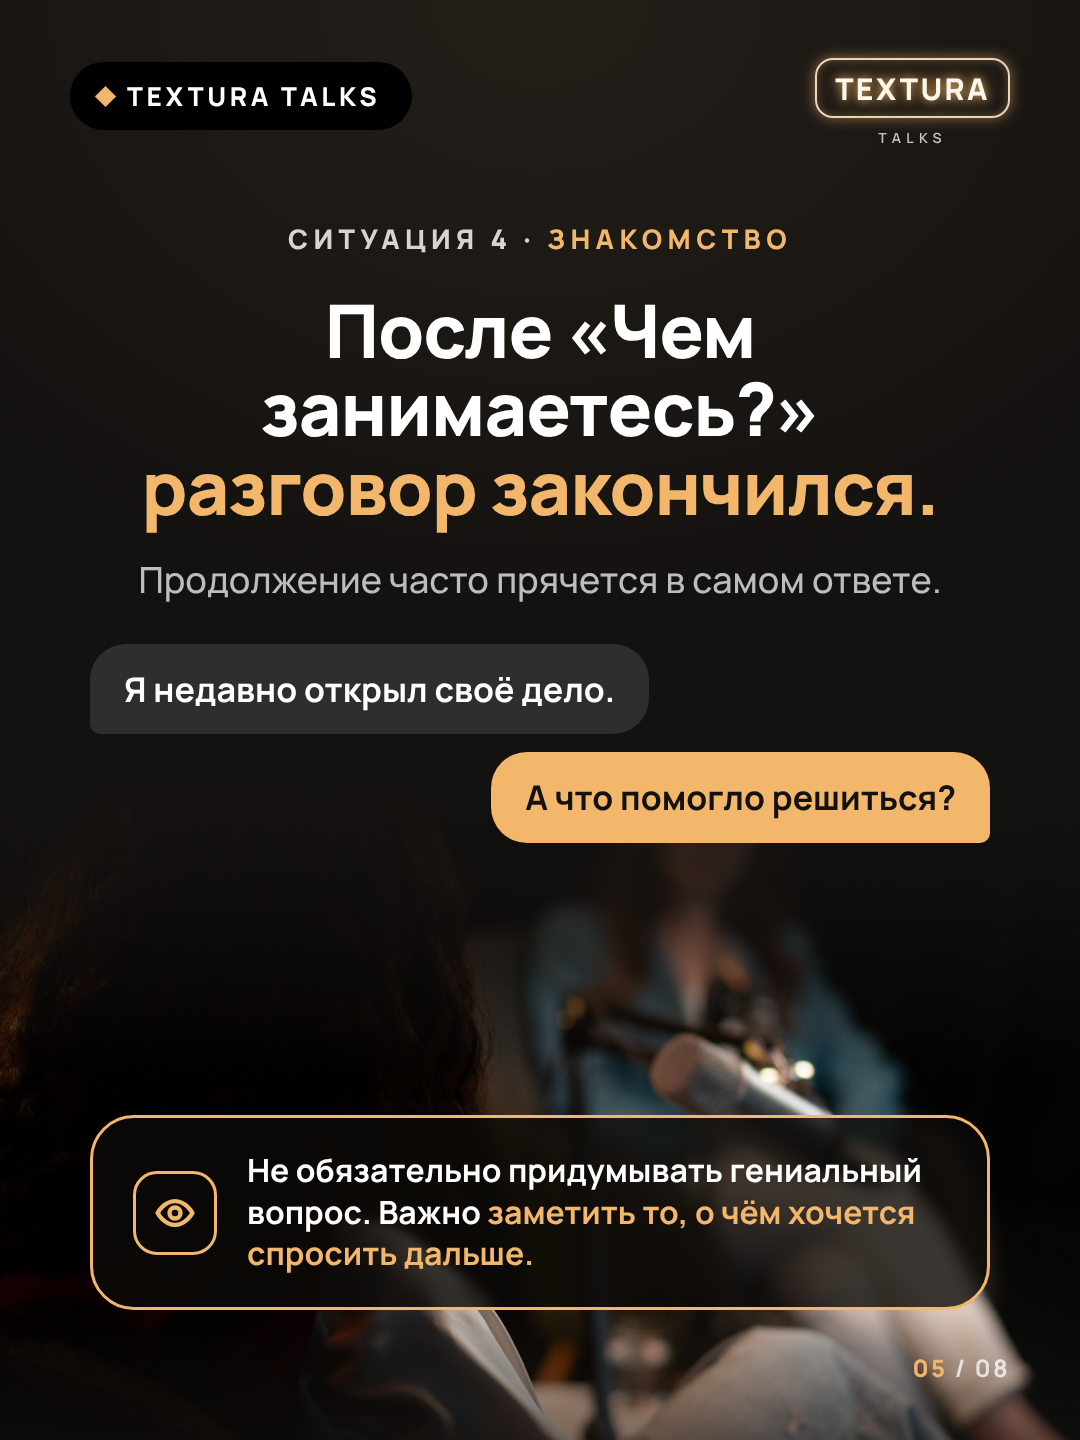 TEXTURA TALKS
TEXTURA
TALKS
СИТУАЦИЯ 4 · ЗНАКОМСТВО
После «Чем
занимаетесь?»
разговор закончился.
Продолжение часто прячется в самом ответе.
Я недавно открыл своё дело.
А что помогло решиться?
Не обязательно придумывать гениальный
вопрос. Важно заметить то, о чём хочется
спросить дальше.
05 / 08